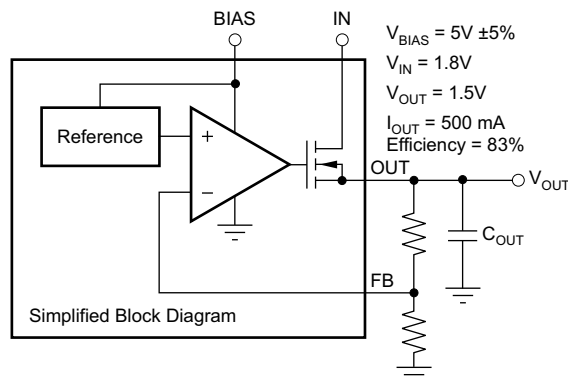 BIAS
IN
V_BIAS = 5V ±5%
V_IN = 1.8V
V_OUT = 1.5V
I_OUT = 500 mA
Efficiency = 83%
Reference
+
−
OUT
V_OUT
C_OUT
FB
Simplified Block Diagram